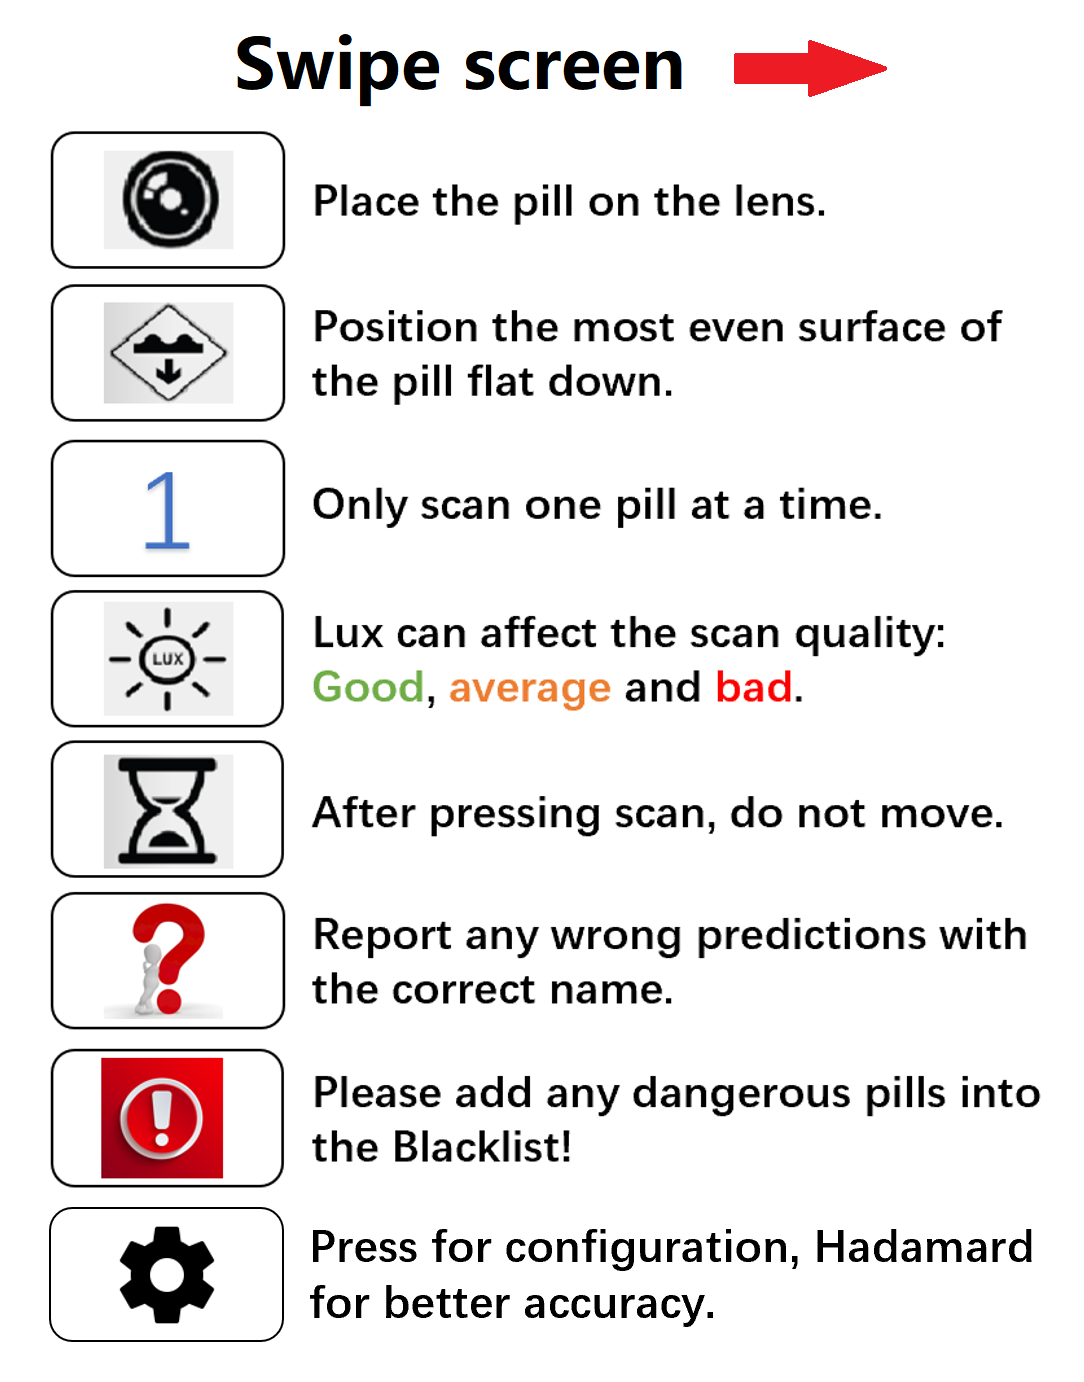 Swipe screen
Place the pill on the lens.
Position the most even surface of
the pill flat down.
1
Only scan one pill at a time.
LUX
Lux can affect the scan quality:
Good, average and bad.
After pressing scan, do not move.
?
Report any wrong predictions with
the correct name.
!
Please add any dangerous pills into
the Blacklist!
Press for configuration, Hadamard
for better accuracy.